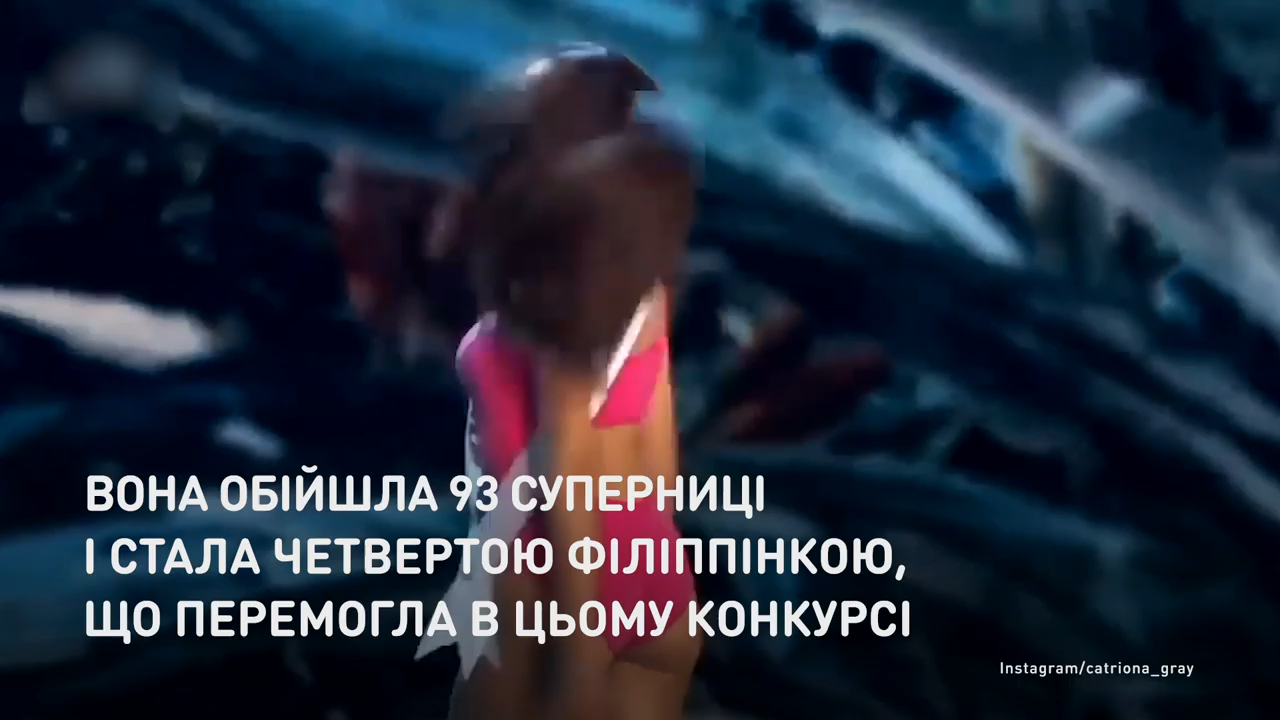 ВОНА ОБІЙШЛА 93 СУПЕРНИЦІ
І СТАЛА ЧЕТВЕРТОЮ ФІЛІППІНКОЮ,
ЩО ПЕРЕМОГЛА В ЦЬОМУ КОНКУРСІ
Instagram/catriona_gray